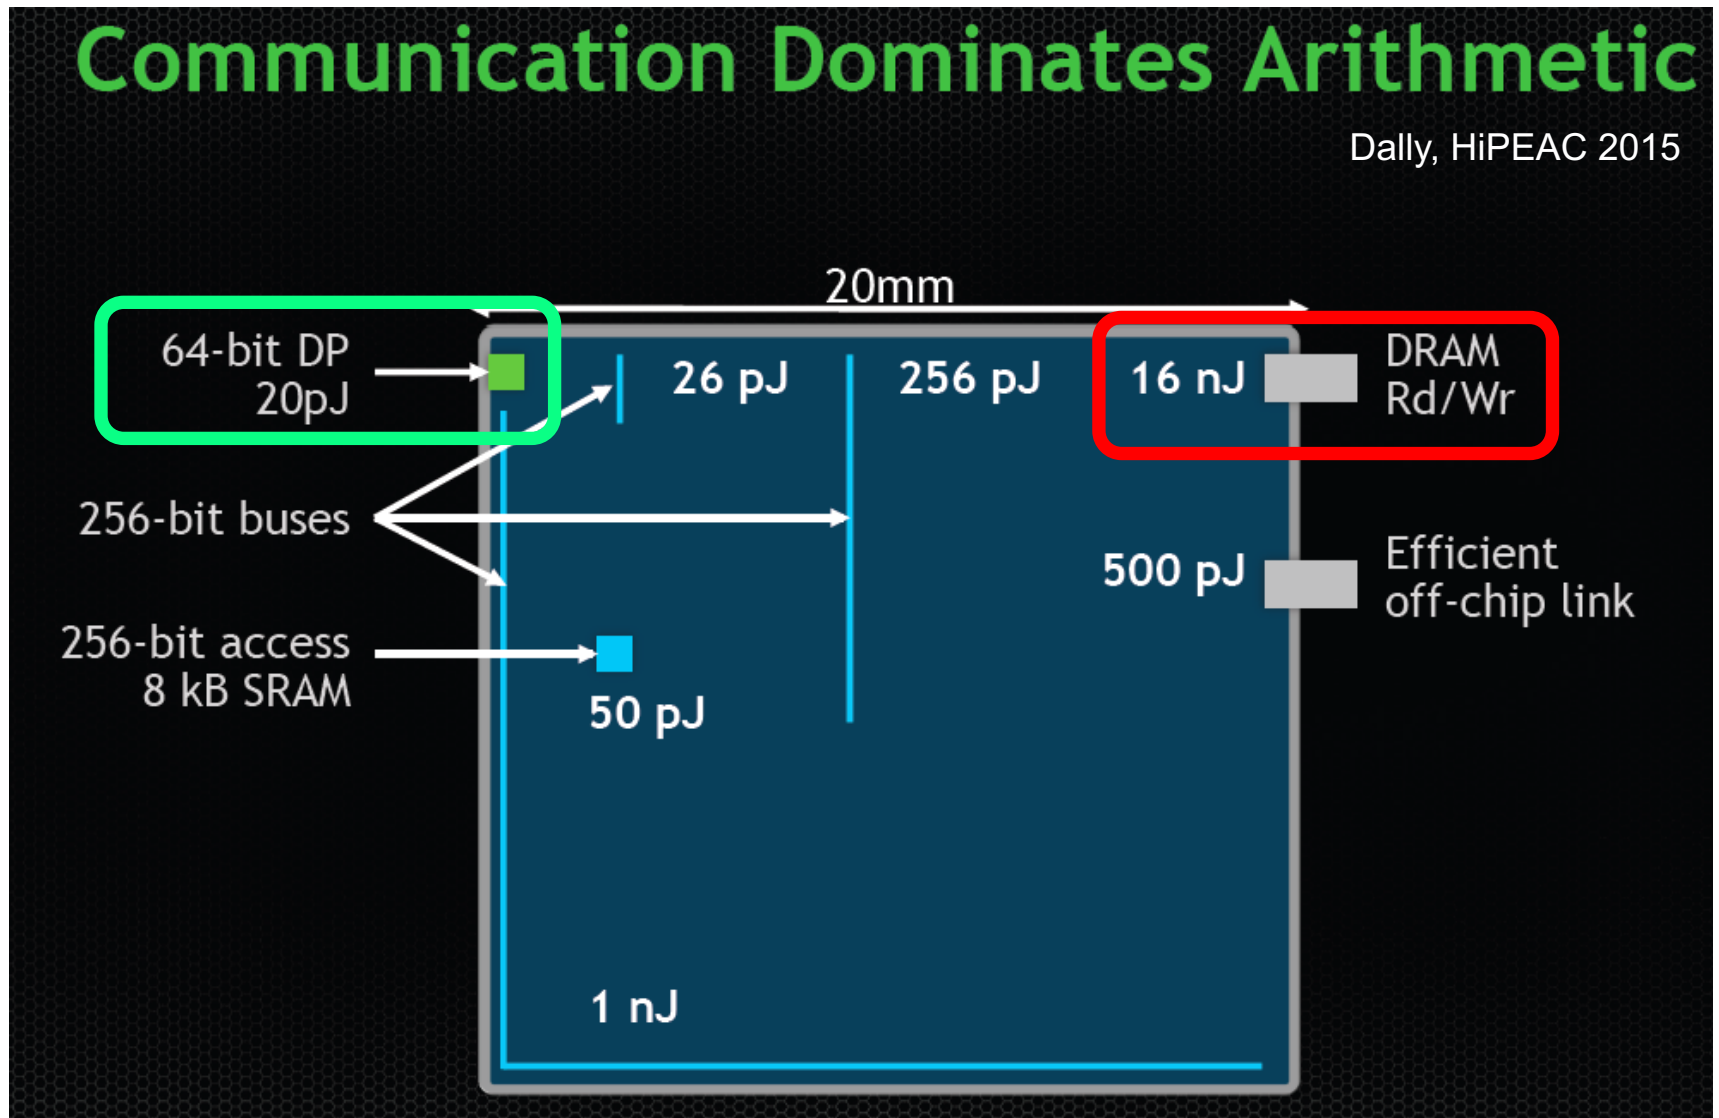 Communication Dominates Arithmetic
Dally, HiPEAC 2015
20mm
64-bit DP
20pJ
26 pJ
256 pJ
16 nJ
DRAM
Rd/Wr
256-bit buses
500 pJ
Efficient
off-chip link
256-bit access
8 kB SRAM
50 pJ
1 nJ